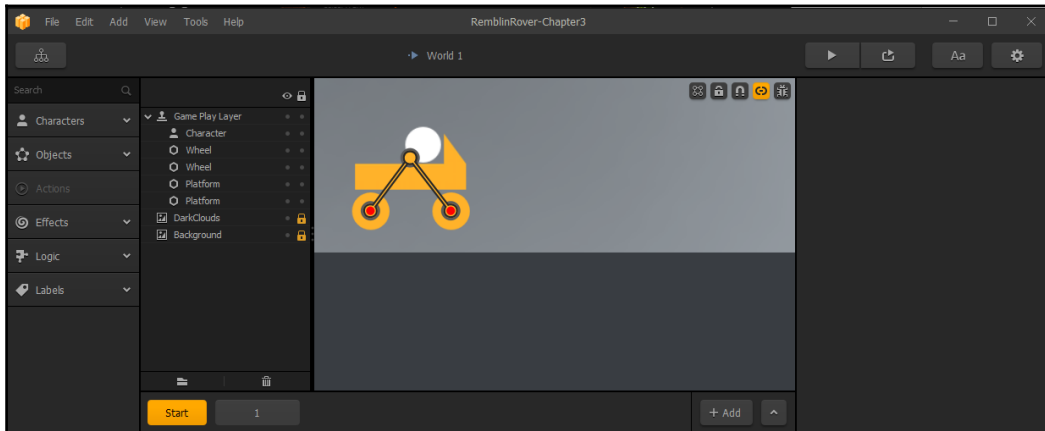 File Edit Add View Tools Help RemblinRover-Chapter3
World 1
Aa
Search
Characters
Objects
Actions
Effects
Logic
Labels
Game Play Layer
Character
Wheel
Wheel
Platform
Platform
DarkClouds
Background
Start 1 + Add